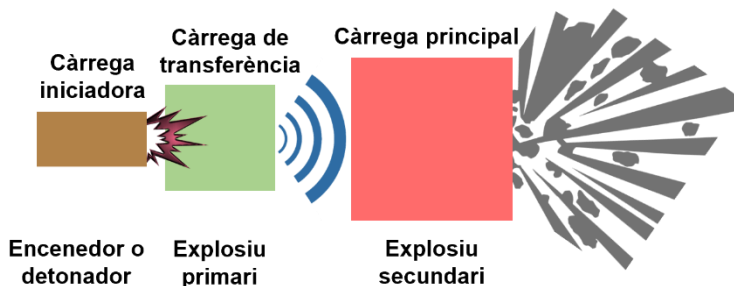 Càrrega
iniciadora
Càrrega de
transferència
Càrrega principal
Encenedor o
detonador
Explosiu
primari
Explosiu
secundari